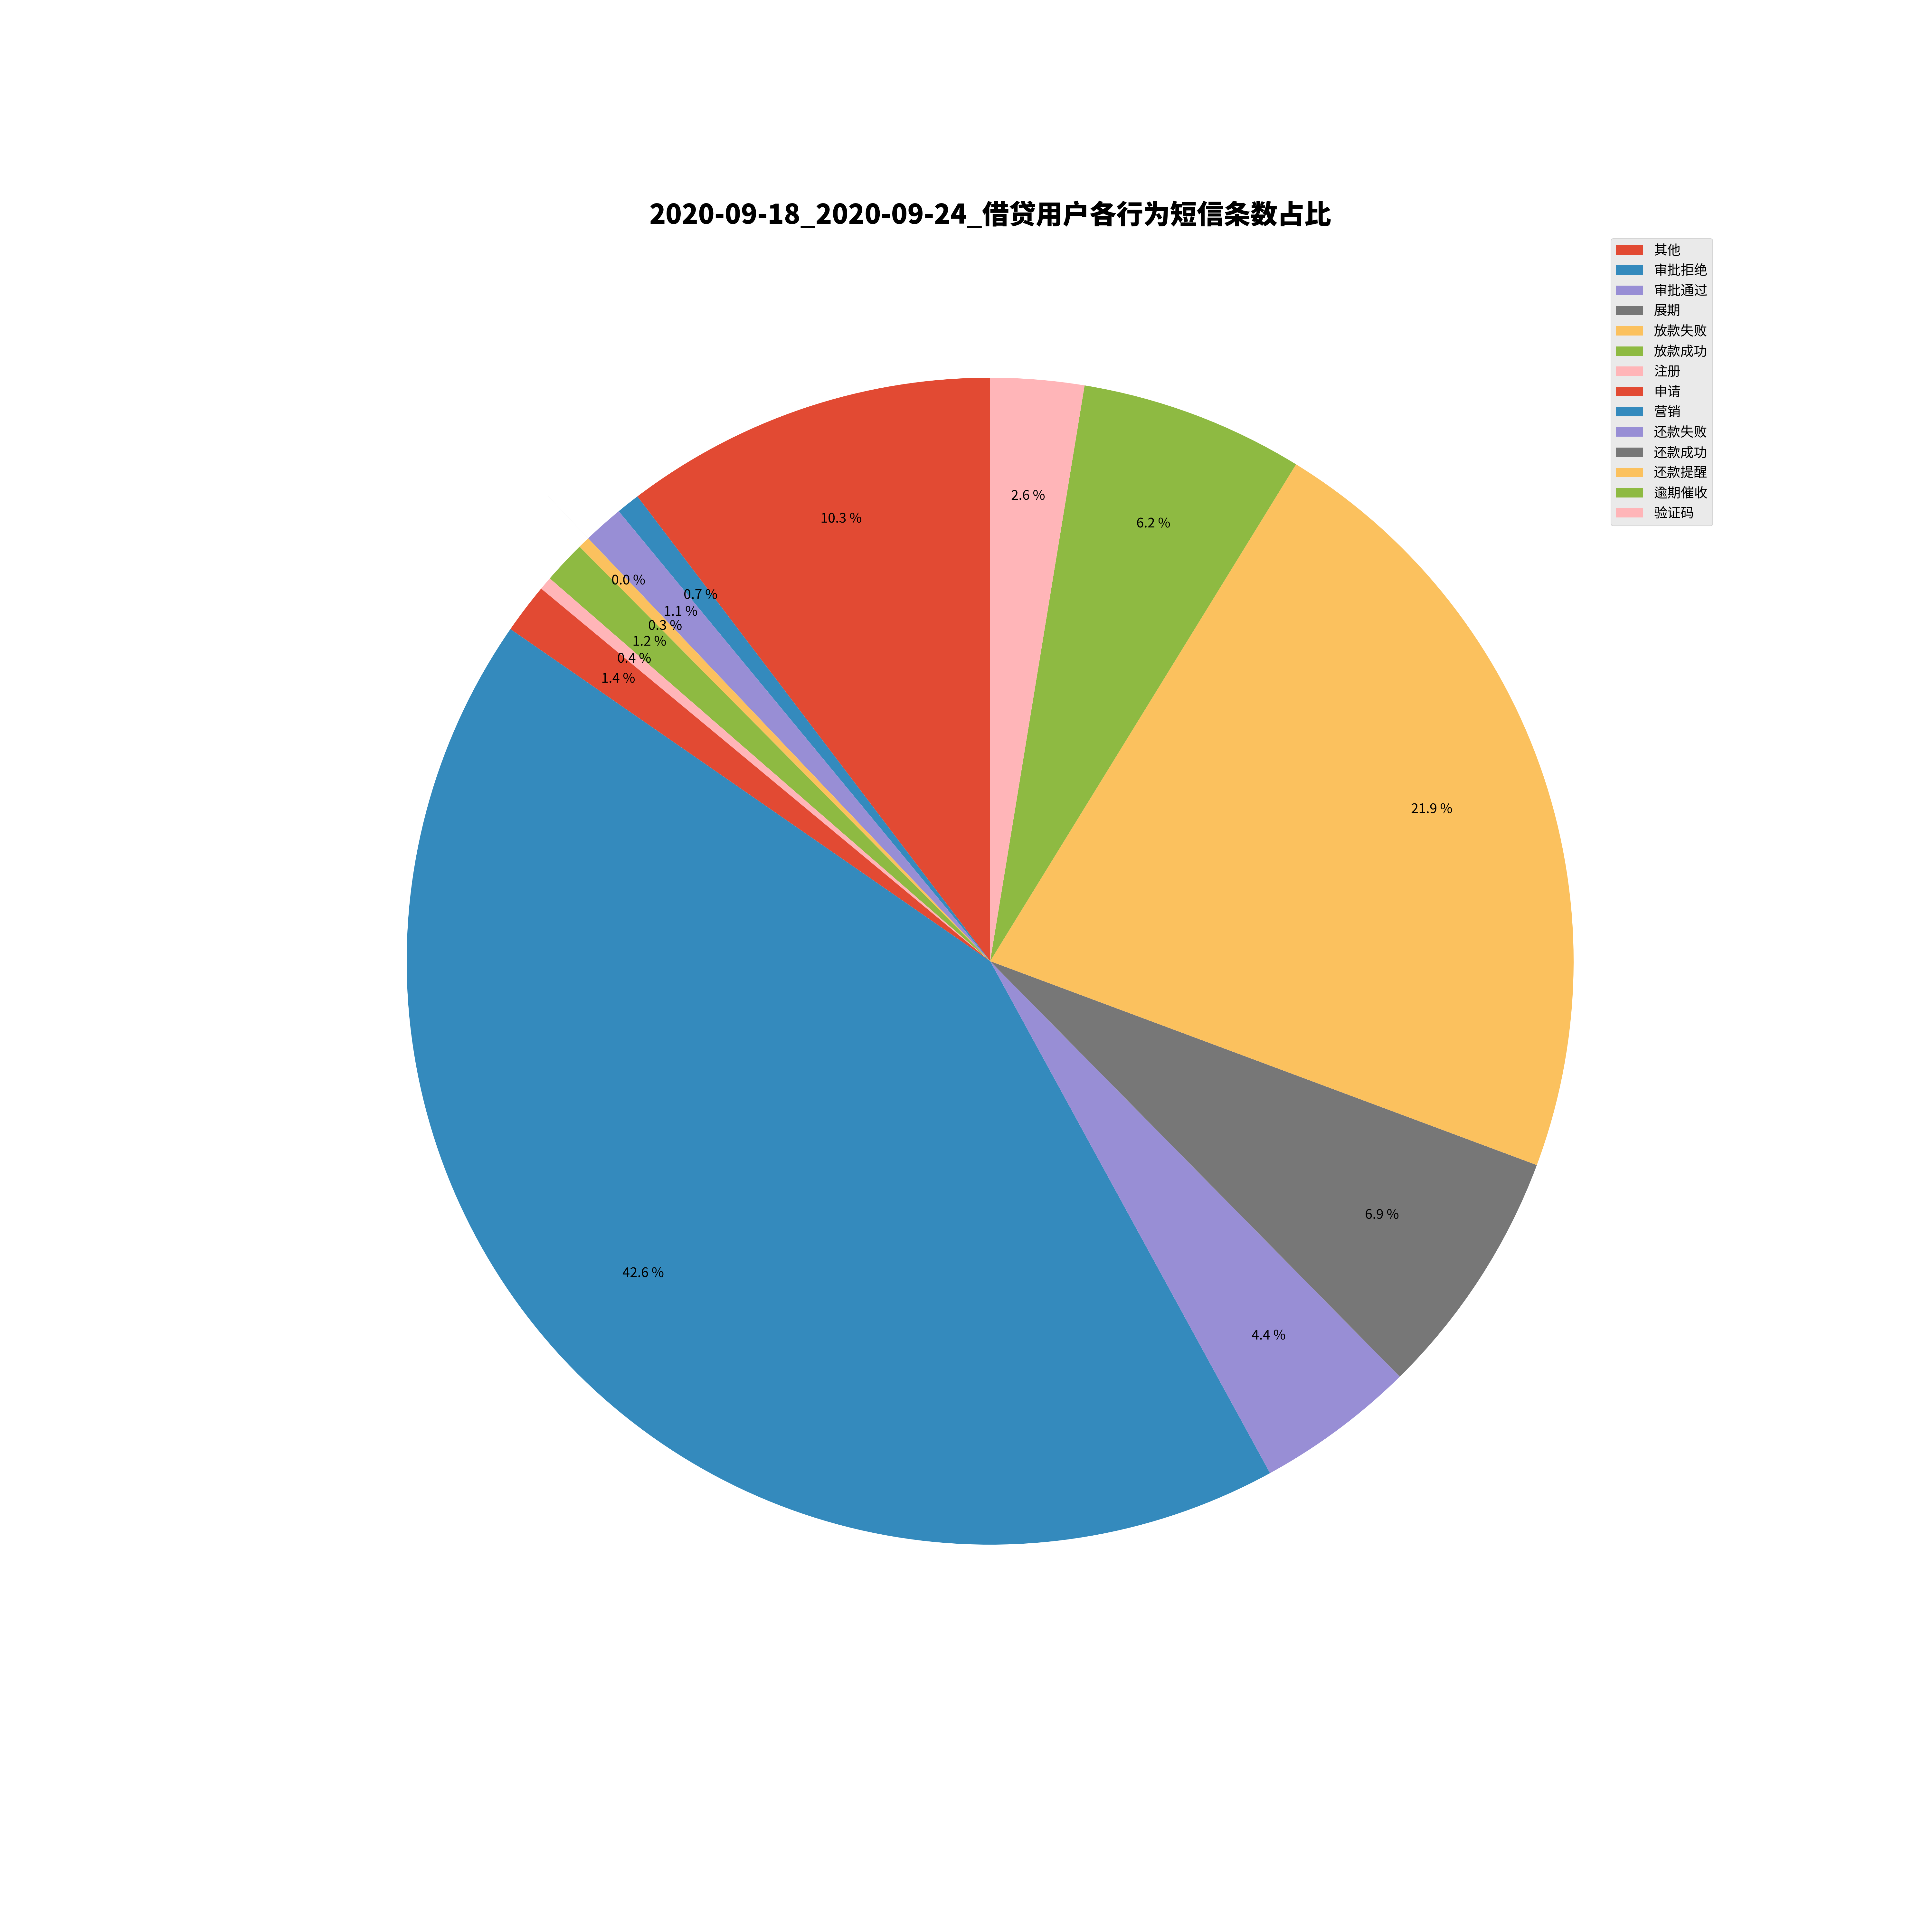 2020-09-18_2020-09-24_借贷用户各行为短信条数占比
其他
审批拒绝
审批通过
展期
放款失败
放款成功
注册
申请
营销
还款失败
还款成功
还款提醒
逾期催收
验证码
2.6 %
10.3 %
6.2 %
0.0 %
0.7 %
1.1 %
0.3 %
1.2 %
0.4 %
1.4 %
21.9 %
6.9 %
42.6 %
4.4 %